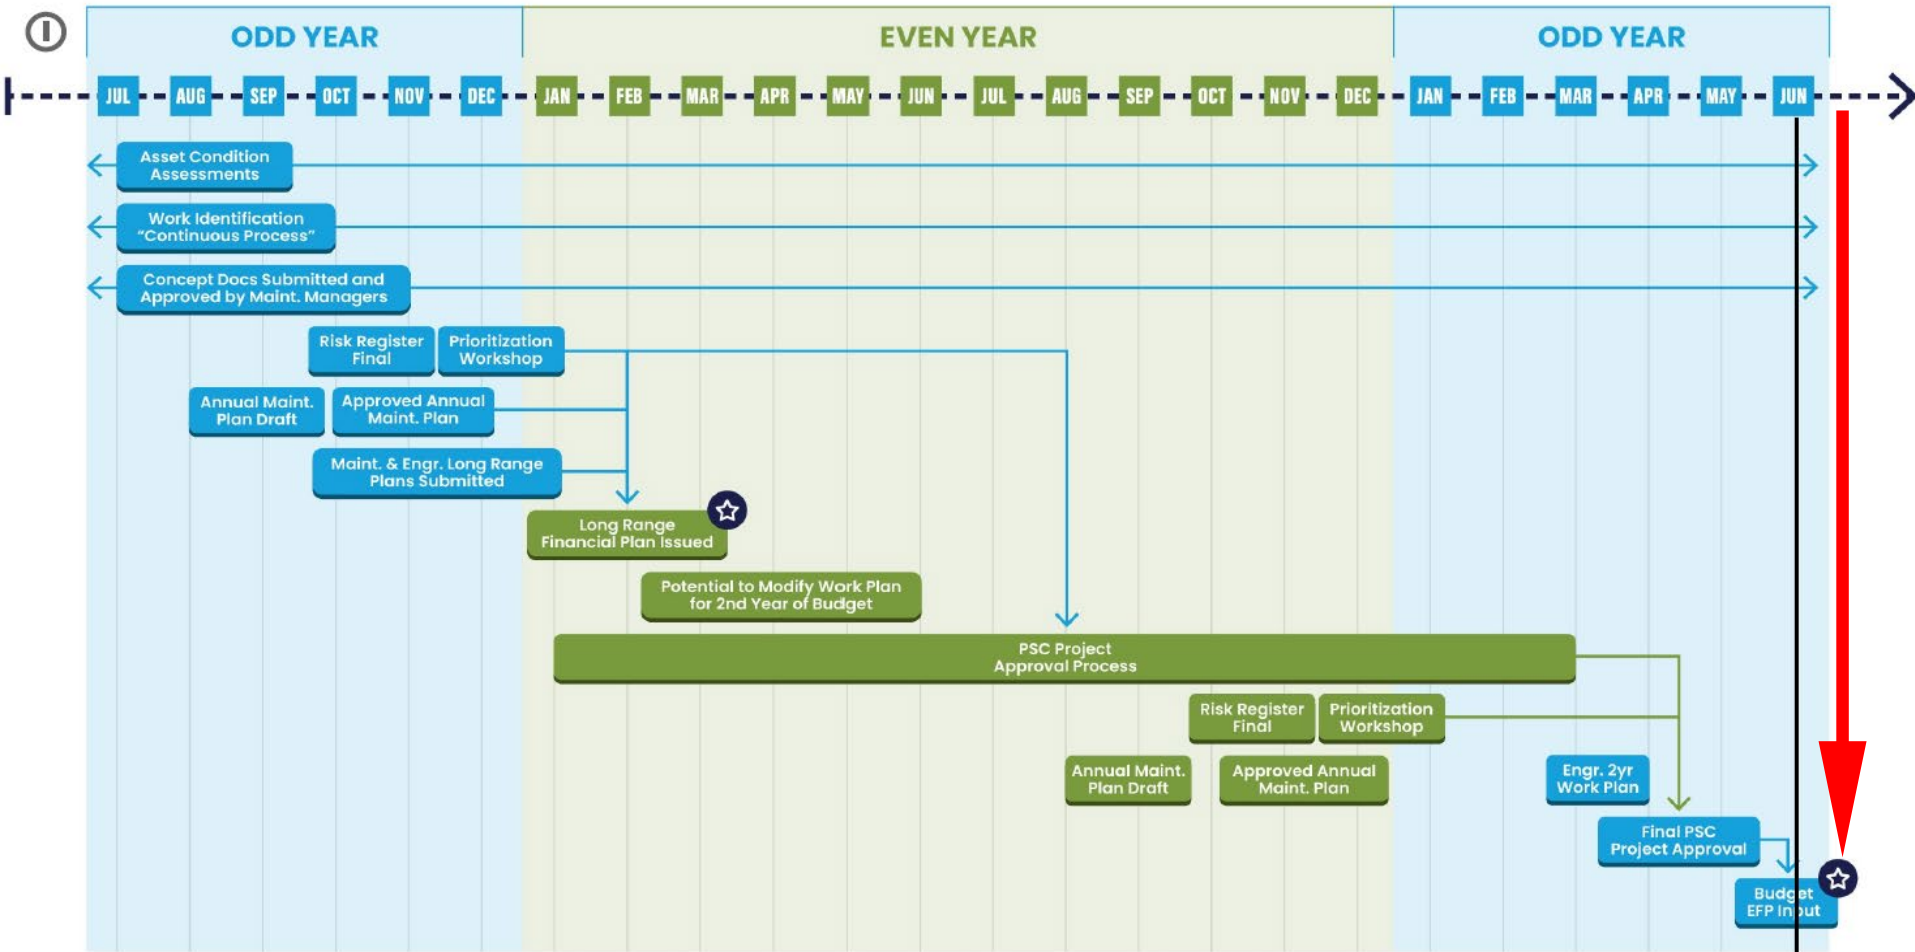 ODD YEAR
EVEN YEAR
ODD YEAR
JUL AUG SEP OCT NOV DEC JAN FEB MAR APR MAY JUN JUL AUG SEP OCT NOV DEC JAN FEB MAR APR MAY JUN
Asset Condition
Assessments
Work Identification
“Continuous Process”
Concept Docs Submitted and
Approved by Maint. Managers
Risk Register
Final
Prioritization
Workshop
Annual Maint.
Plan Draft
Approved Annual
Maint. Plan
Maint. & Engr. Long Range
Plans Submitted
Long Range
Financial Plan Issued
Potential to Modify Work Plan
for 2nd Year of Budget
PSC Project
Approval Process
Risk Register
Final
Prioritization
Workshop
Annual Maint.
Plan Draft
Approved Annual
Maint. Plan
Engr. 2yr
Work Plan
Final PSC
Project Approval
Budget
EFP Input